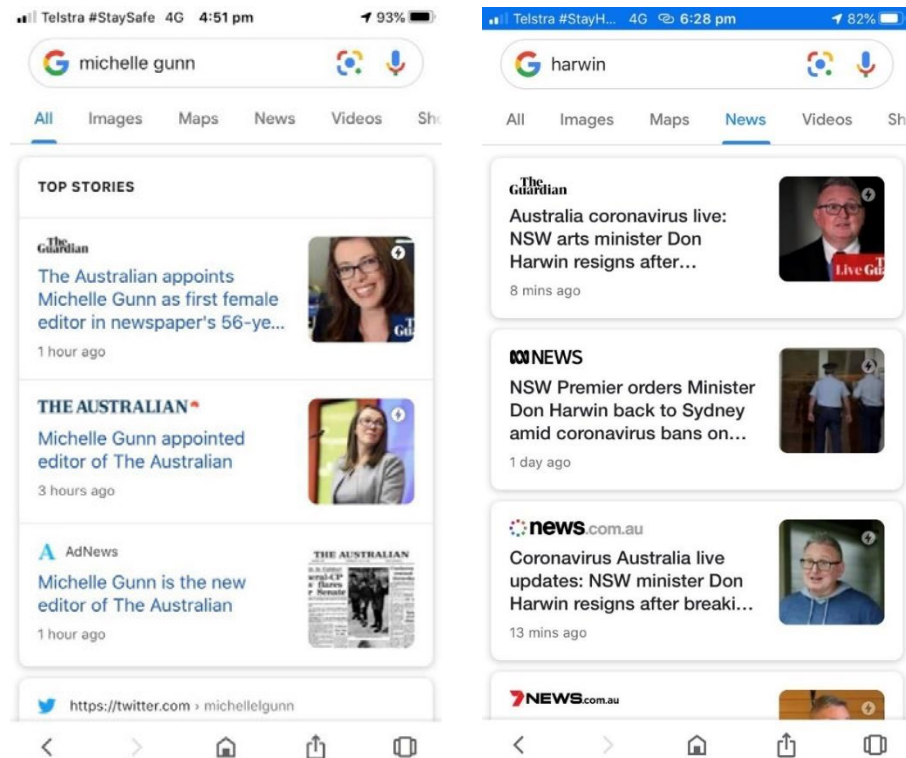 Telstra #StaySafe 4G 4:51 pm 93%
michelle gunn
All Images Maps News Videos Sh
TOP STORIES
The Guardian
The Australian appoints
Michelle Gunn as first female
editor in newspaper's 56-ye...
1 hour ago
THE AUSTRALIAN
Michelle Gunn appointed
editor of The Australian
3 hours ago
A AdNews
Michelle Gunn is the new
editor of The Australian
1 hour ago
THE AUSTRALIAN
https://twitter.com › michellelgunn
Telstra #StayH... 4G 6:28 pm 82%
harwin
All Images Maps News Videos Sh
The Guardian
Australia coronavirus live:
NSW arts minister Don
Harwin resigns after...
8 mins ago
Live
NEWS
NSW Premier orders Minister
Don Harwin back to Sydney
amid coronavirus bans on...
1 day ago
news.com.au
Coronavirus Australia live
updates: NSW minister Don
Harwin resigns after breaki...
13 mins ago
7NEWS.com.au